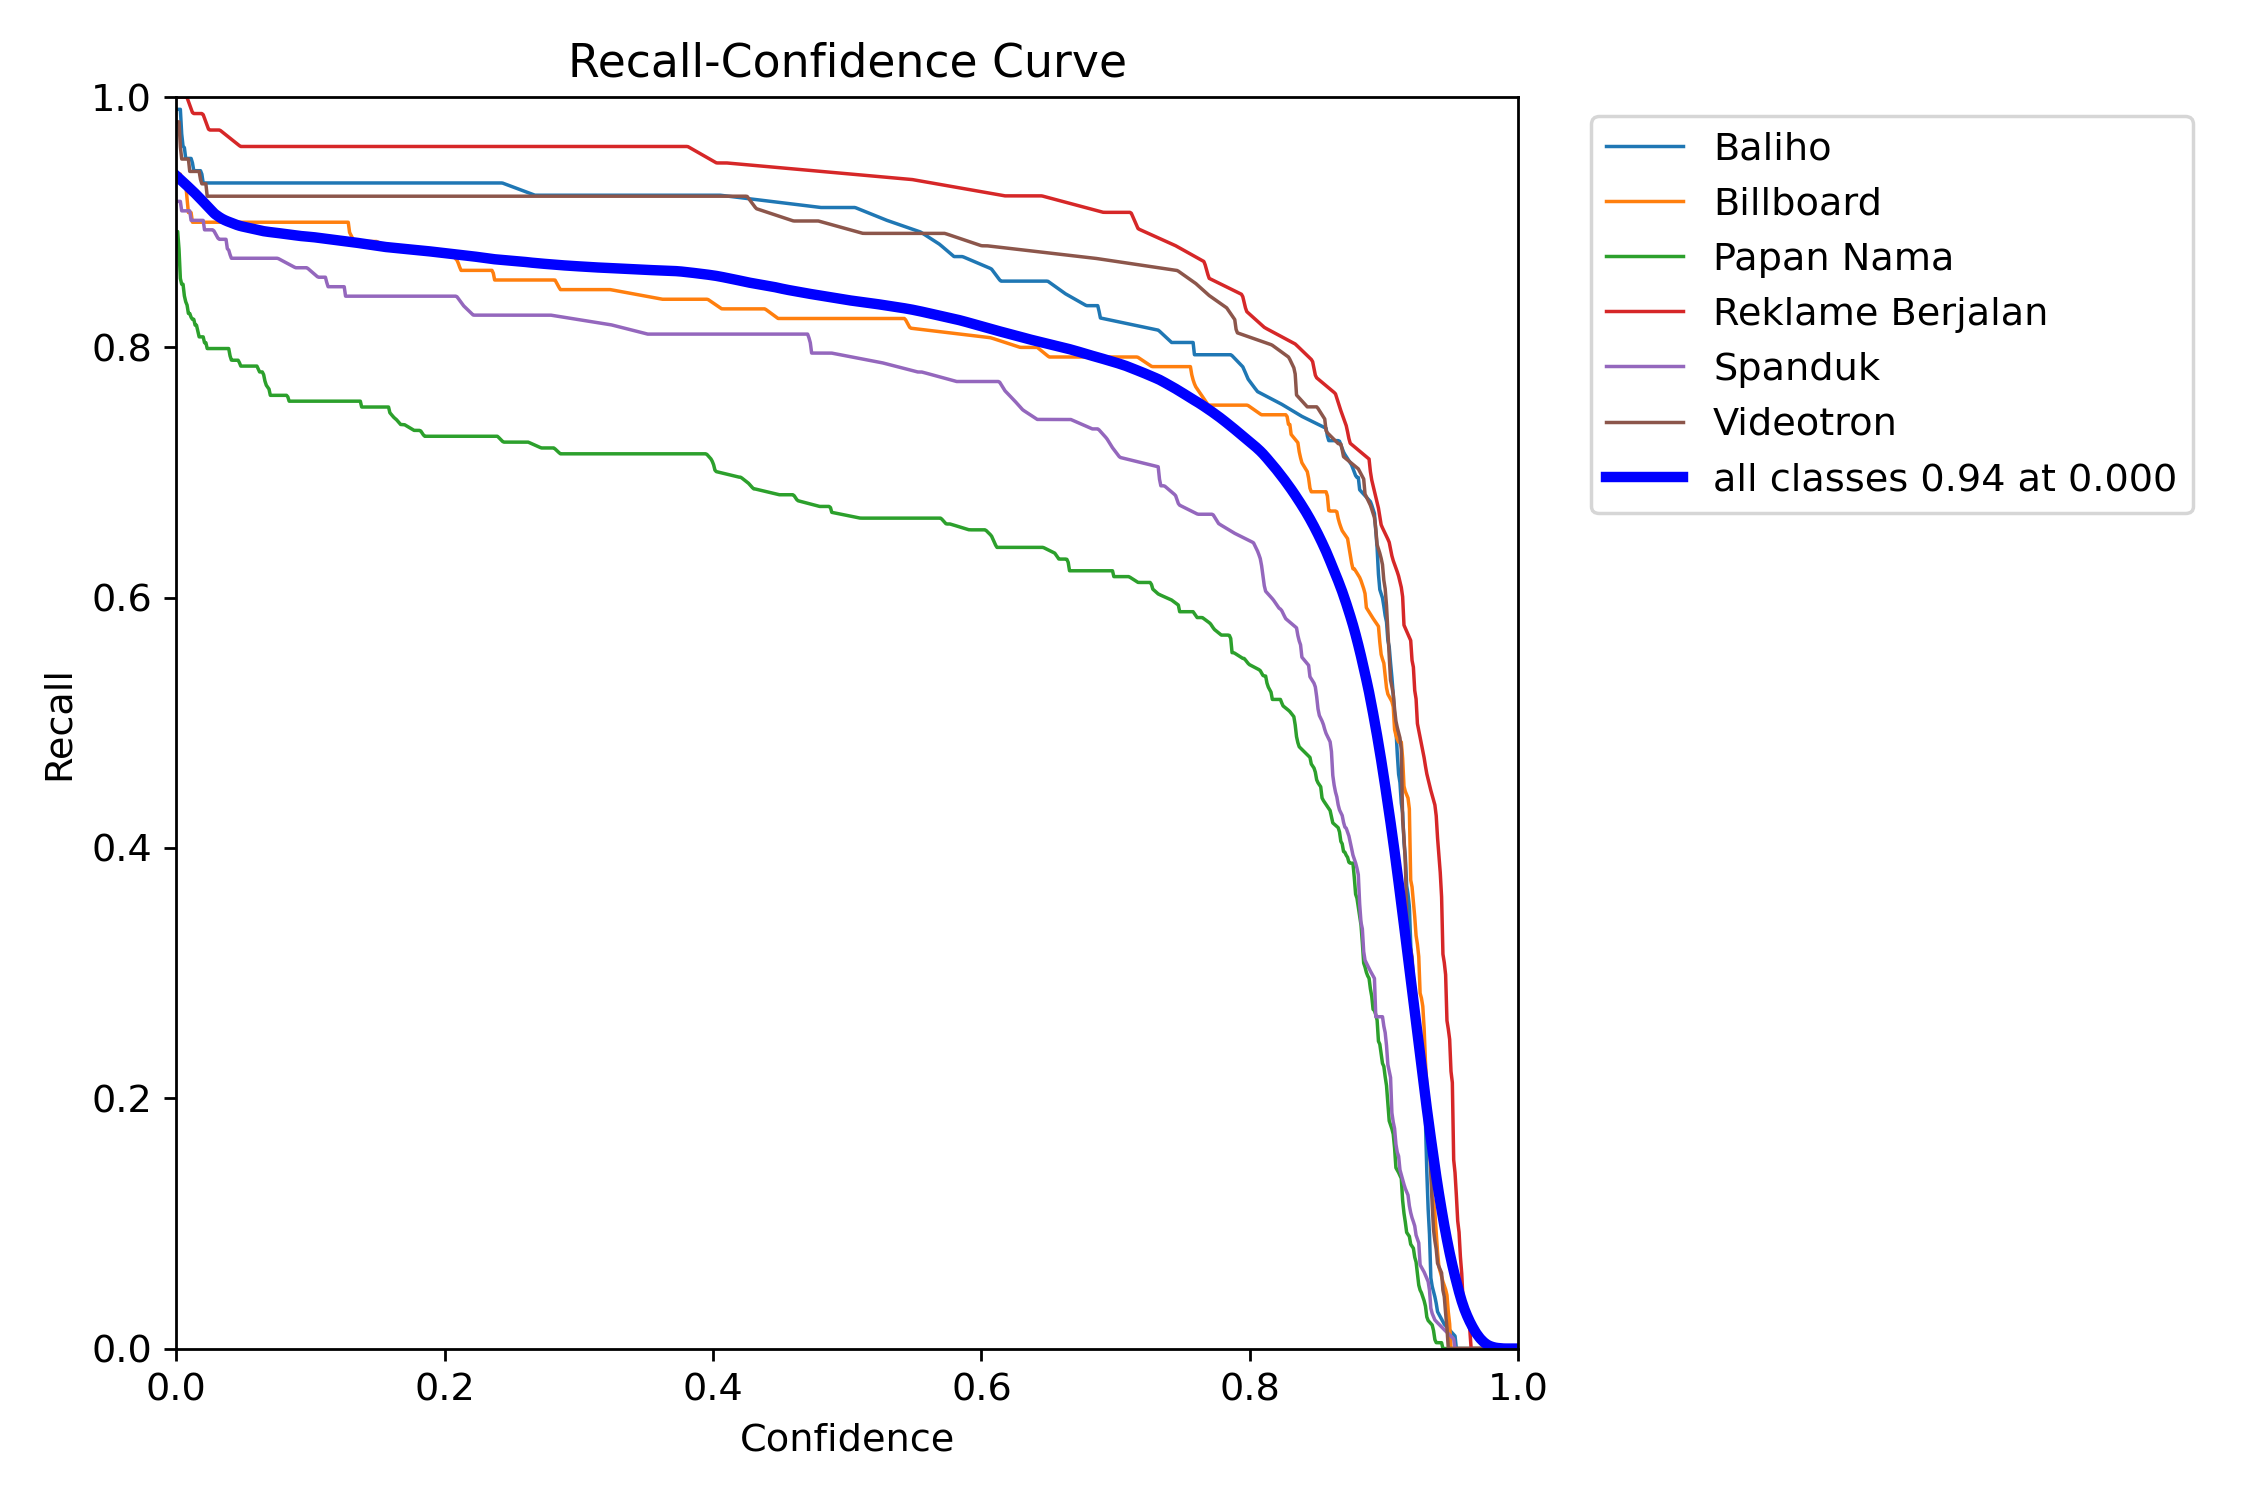 Recall-Confidence Curve
1.0
0.8
0.6
0.4
0.2
0.0
Recall
0.0 0.2 0.4 0.6 0.8 1.0
Confidence
Baliho
Billboard
Papan Nama
Reklame Berjalan
Spanduk
Videotron
all classes 0.94 at 0.000